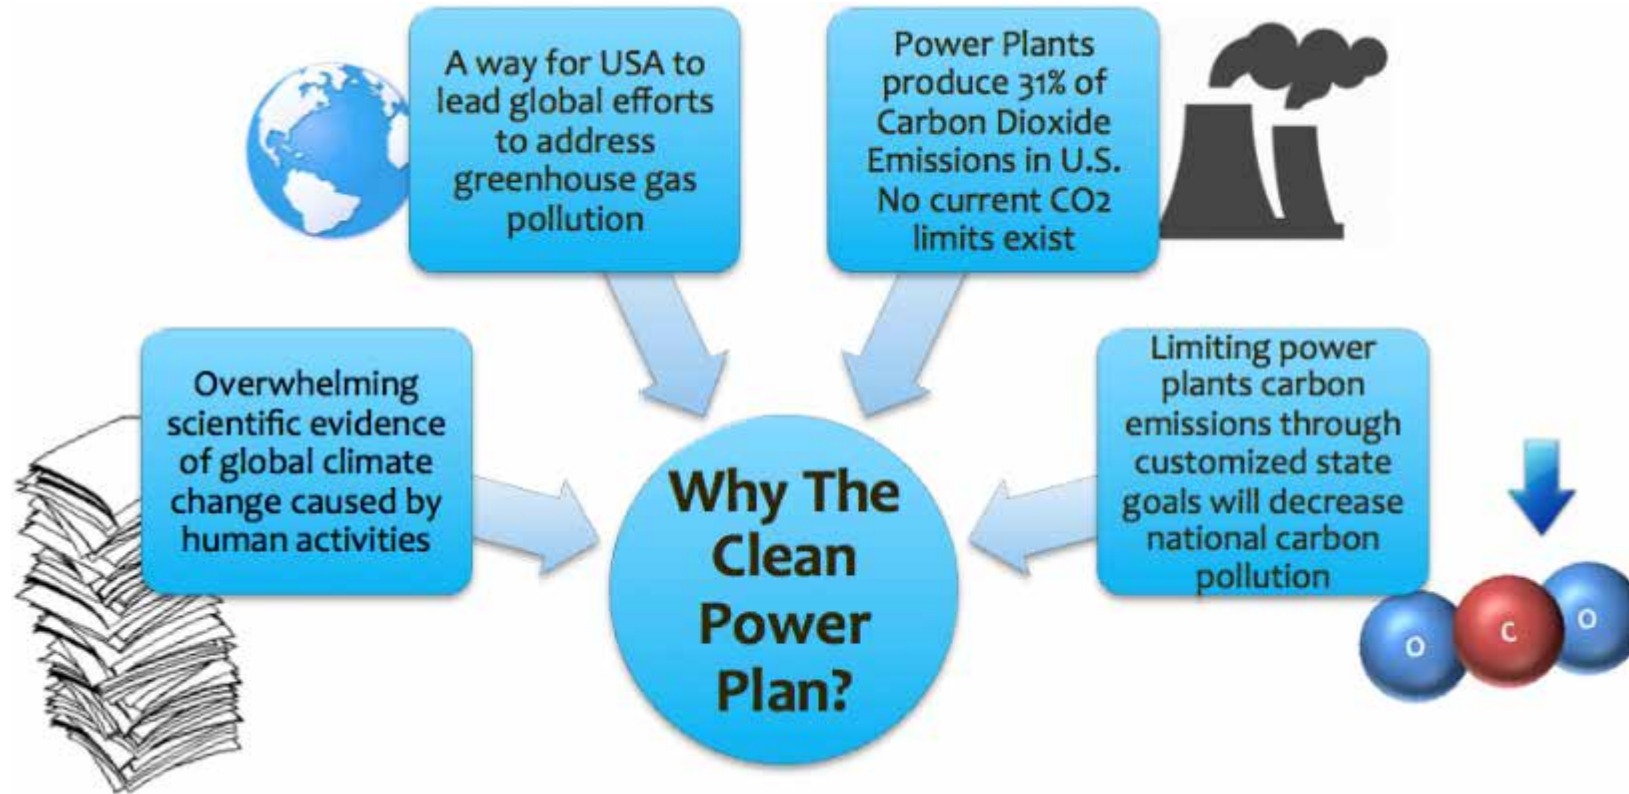 A way for USA to
lead global efforts
to address
greenhouse gas
pollution
Power Plants
produce 31% of
Carbon Dioxide
Emissions in U.S.
No current CO2
limits exist
Overwhelming
scientific evidence
of global climate
change caused by
human activities
Limiting power
plants carbon
emissions through
customized state
goals will decrease
national carbon
pollution
Why The
Clean
Power
Plan?
O C O